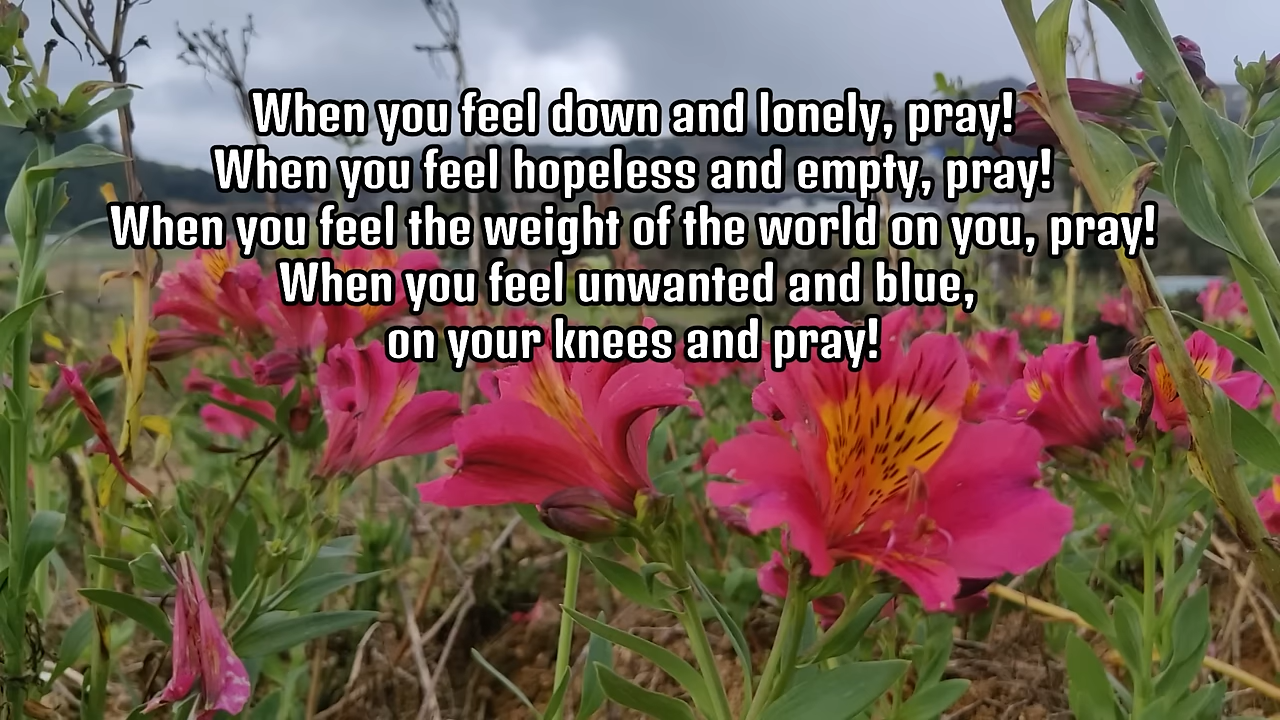 When you feel down and lonely, pray!
When you feel hopeless and empty, pray!
When you feel the weight of the world on you, pray!
When you feel unwanted and blue,
on your knees and pray!